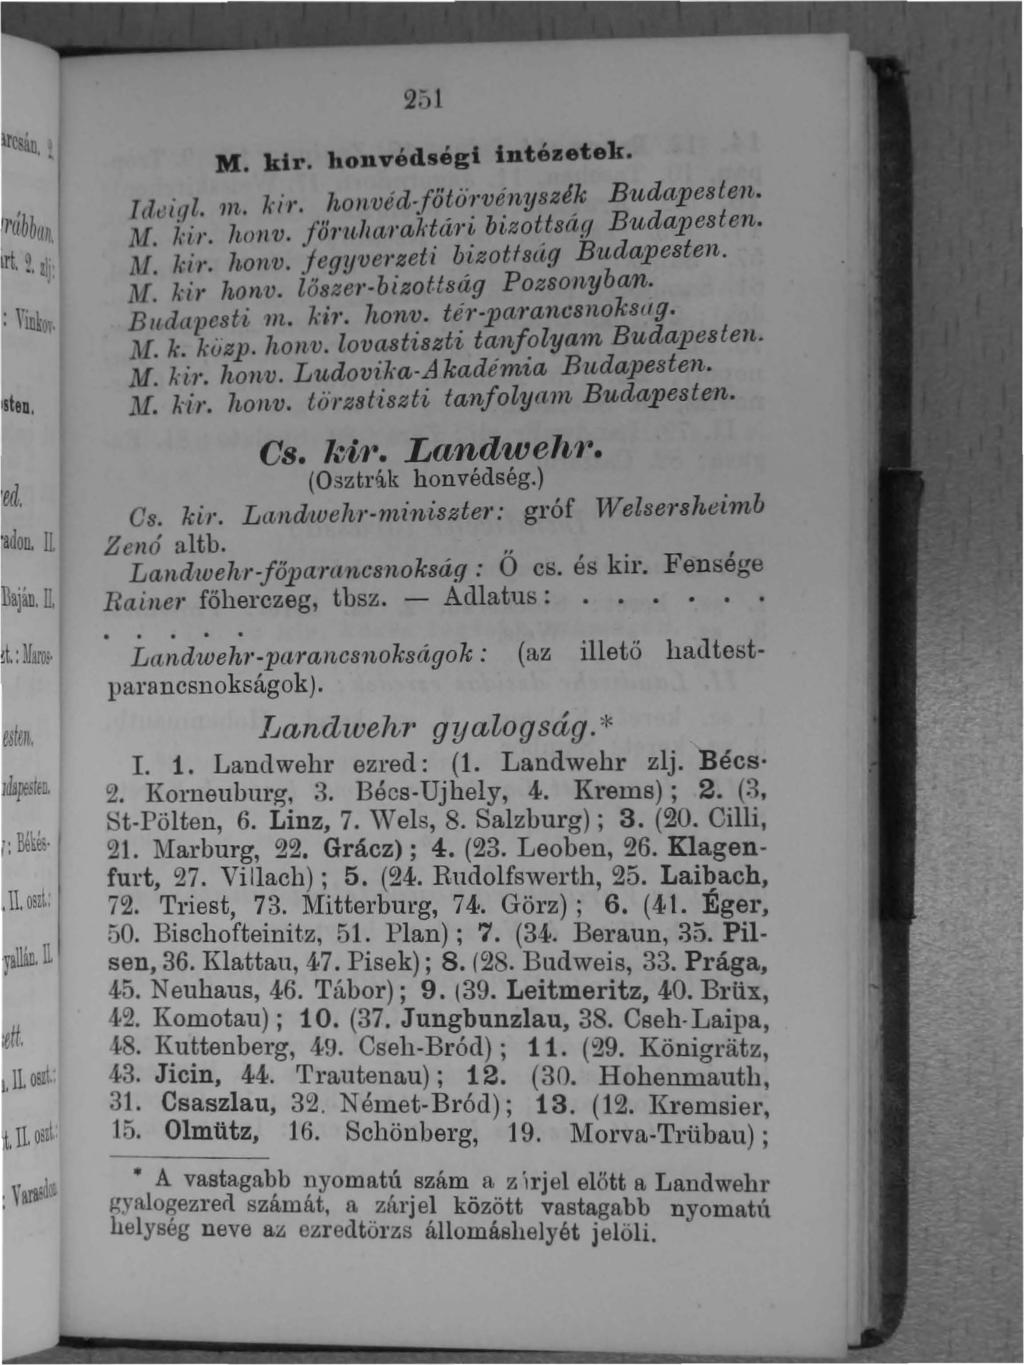 251
M. kir. honvédségi intézetek.
Ideigl. m. kir. honvéd-főtörvényszék Budapesten.
M. kir. honv. főruharaktári bizottság Budapesten.
M. kir. honv. fegyverzeti bizottság Budapesten.
M. kir honv. lőszer-bizottság Pozsonyban.
Budapesti m. kir. honv. tér-parancsnokság.
M. k. közp. honv. lovastiszti tanfolyam Budapesten.
M. kir. honv. Ludovika-Akadémia Budapesten.
M. kir. honv. törzstiszti tanfolyam Budapesten.
Cs. kir. Landwehr.
(Osztrák honvédség.)
Cs. kir. Landwehr-miniszter: gróf Welsersheimb
Zenó altb.
Landwehr-főparancsnokság : Ő cs. és kir. Fensége
Rainer főherczeg, tbsz. — Adlatus : . . . . . .
. . . . .
Landwehr-parancsnokságok : (az illető hadtest-
parancsnokságok).
Landwehr gyalogság.*
I. 1. Landwehr ezred: (1. Landwehr zlj. Bécs-
2. Korneuburg, 3. Bécs-Ujhely, 4. Krems) ; 2. (3,
St-Pölten, 6. Linz, 7. Wels, 8. Salzburg) ; 3. (20. Cilli,
21. Marburg, 22. Grácz) ; 4. (23. Leoben, 26. Klagen-
furt, 27. Villach) ; 5. (24. Rudolfswerth, 25. Laibach,
72. Triest, 73. Mitterburg, 74. Görz) ; 6. (41. Éger,
50. Bischofteinitz, 51. Plan) ; 7. (34. Beraun, 35. Pil-
sen, 36. Klattau, 47. Pisek) ; 8. (28. Budweis, 33. Prága,
45. Neuhaus, 46. Tábor) ; 9. (39. Leitmeritz, 40. Brüx,
42. Komotau) ; 10. (37. Jungbunzlau, 38. Cseh-Laipa,
48. Kuttenberg, 49. Cseh-Bród) ; 11. (29. Königrätz,
43. Jicin, 44. Trautenau) ; 12. (30. Hohenmauth,
31. Csaszlau, 32. Német-Bród) ; 13. (12. Kremsier,
15. Olmütz, 16. Schönberg, 19. Morva-Trübau) ;
* A vastagabb nyomatú szám a zárjel előtt a Landwehr
gyalogezred számát, a zárjel között vastagabb nyomatú
helység neve az ezredtörzs állomáshelyét jelöli.